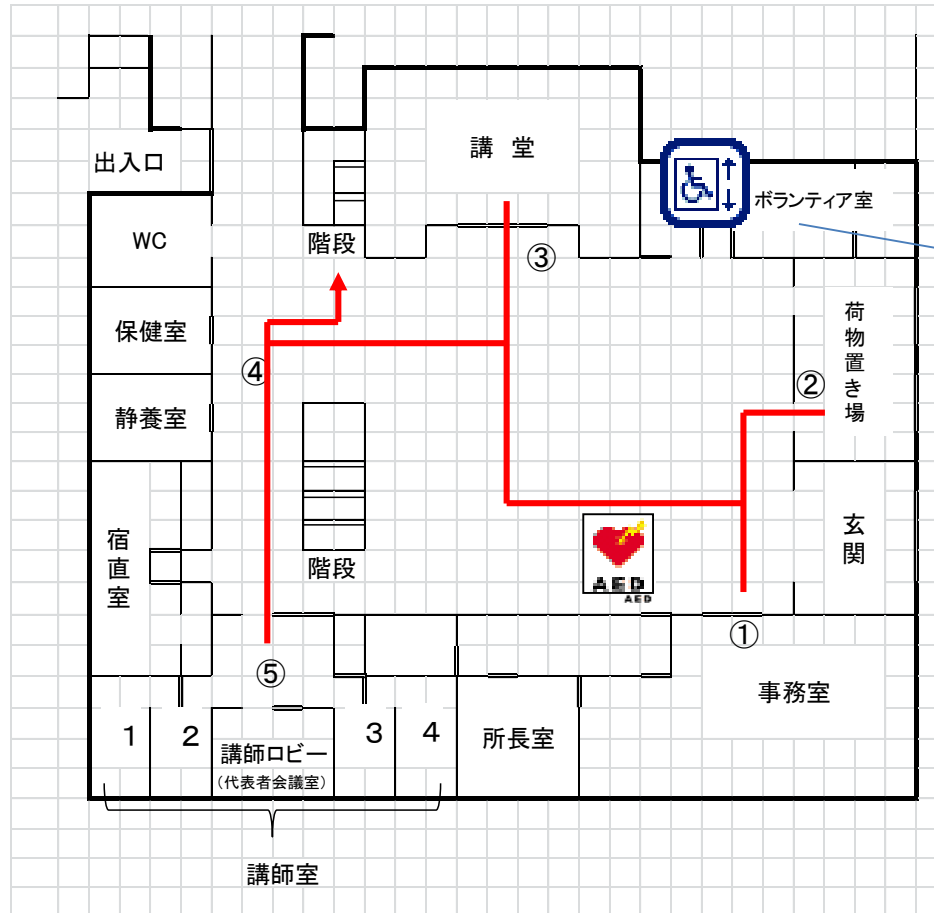 講 堂
出入口
ボランティア室
WC
階段
③
保健室
荷物置き場
④
②
静養室
宿直室
玄関
階段
AED
AED
①
⑤
事務室
1
2
3
4
所長室
講師ロビー
(代表者会議室)
講師室